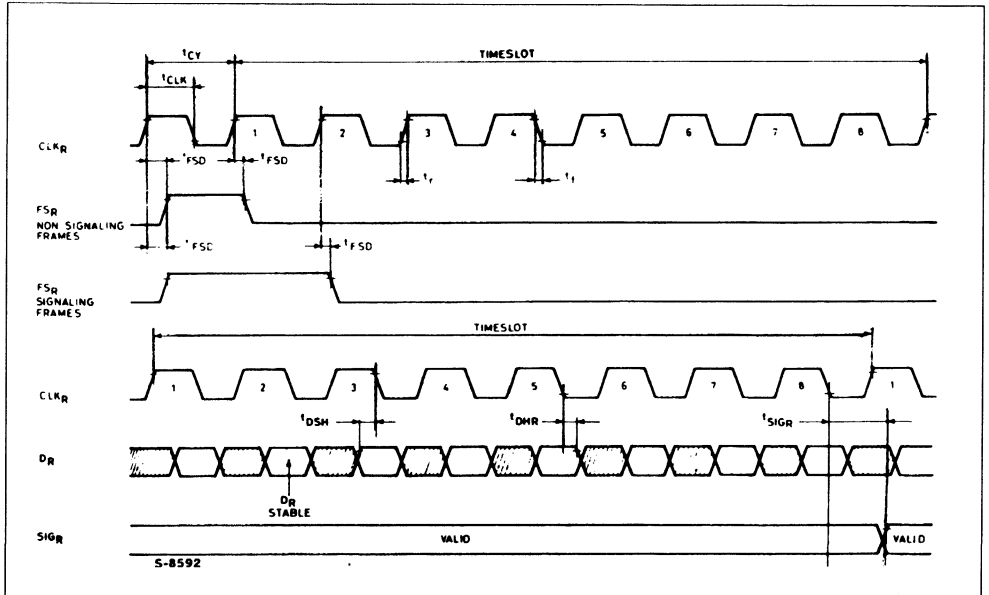 tCY
TIMESLOT
tCLK
CLKR
1 2 3 4 5 6 7 8
tFSD tFSD
tr tf
FSR
NON SIGNALING
FRAMES
tFSD tFSD
FSR
SIGNALING
FRAMES
TIMESLOT
CLKR
1 2 3 4 5 6 7 8 1
tDSH tDHR tSIGR
DR
DR
STABLE
SIGR
VALID VALID
S-8592